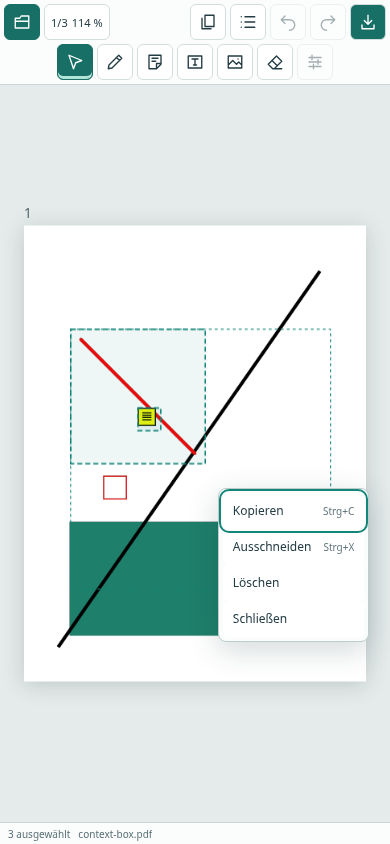 1/3 114 %
1
Kopieren Strg+C
Ausschneiden Strg+X
Löschen
Schließen
3 ausgewählt context-box.pdf